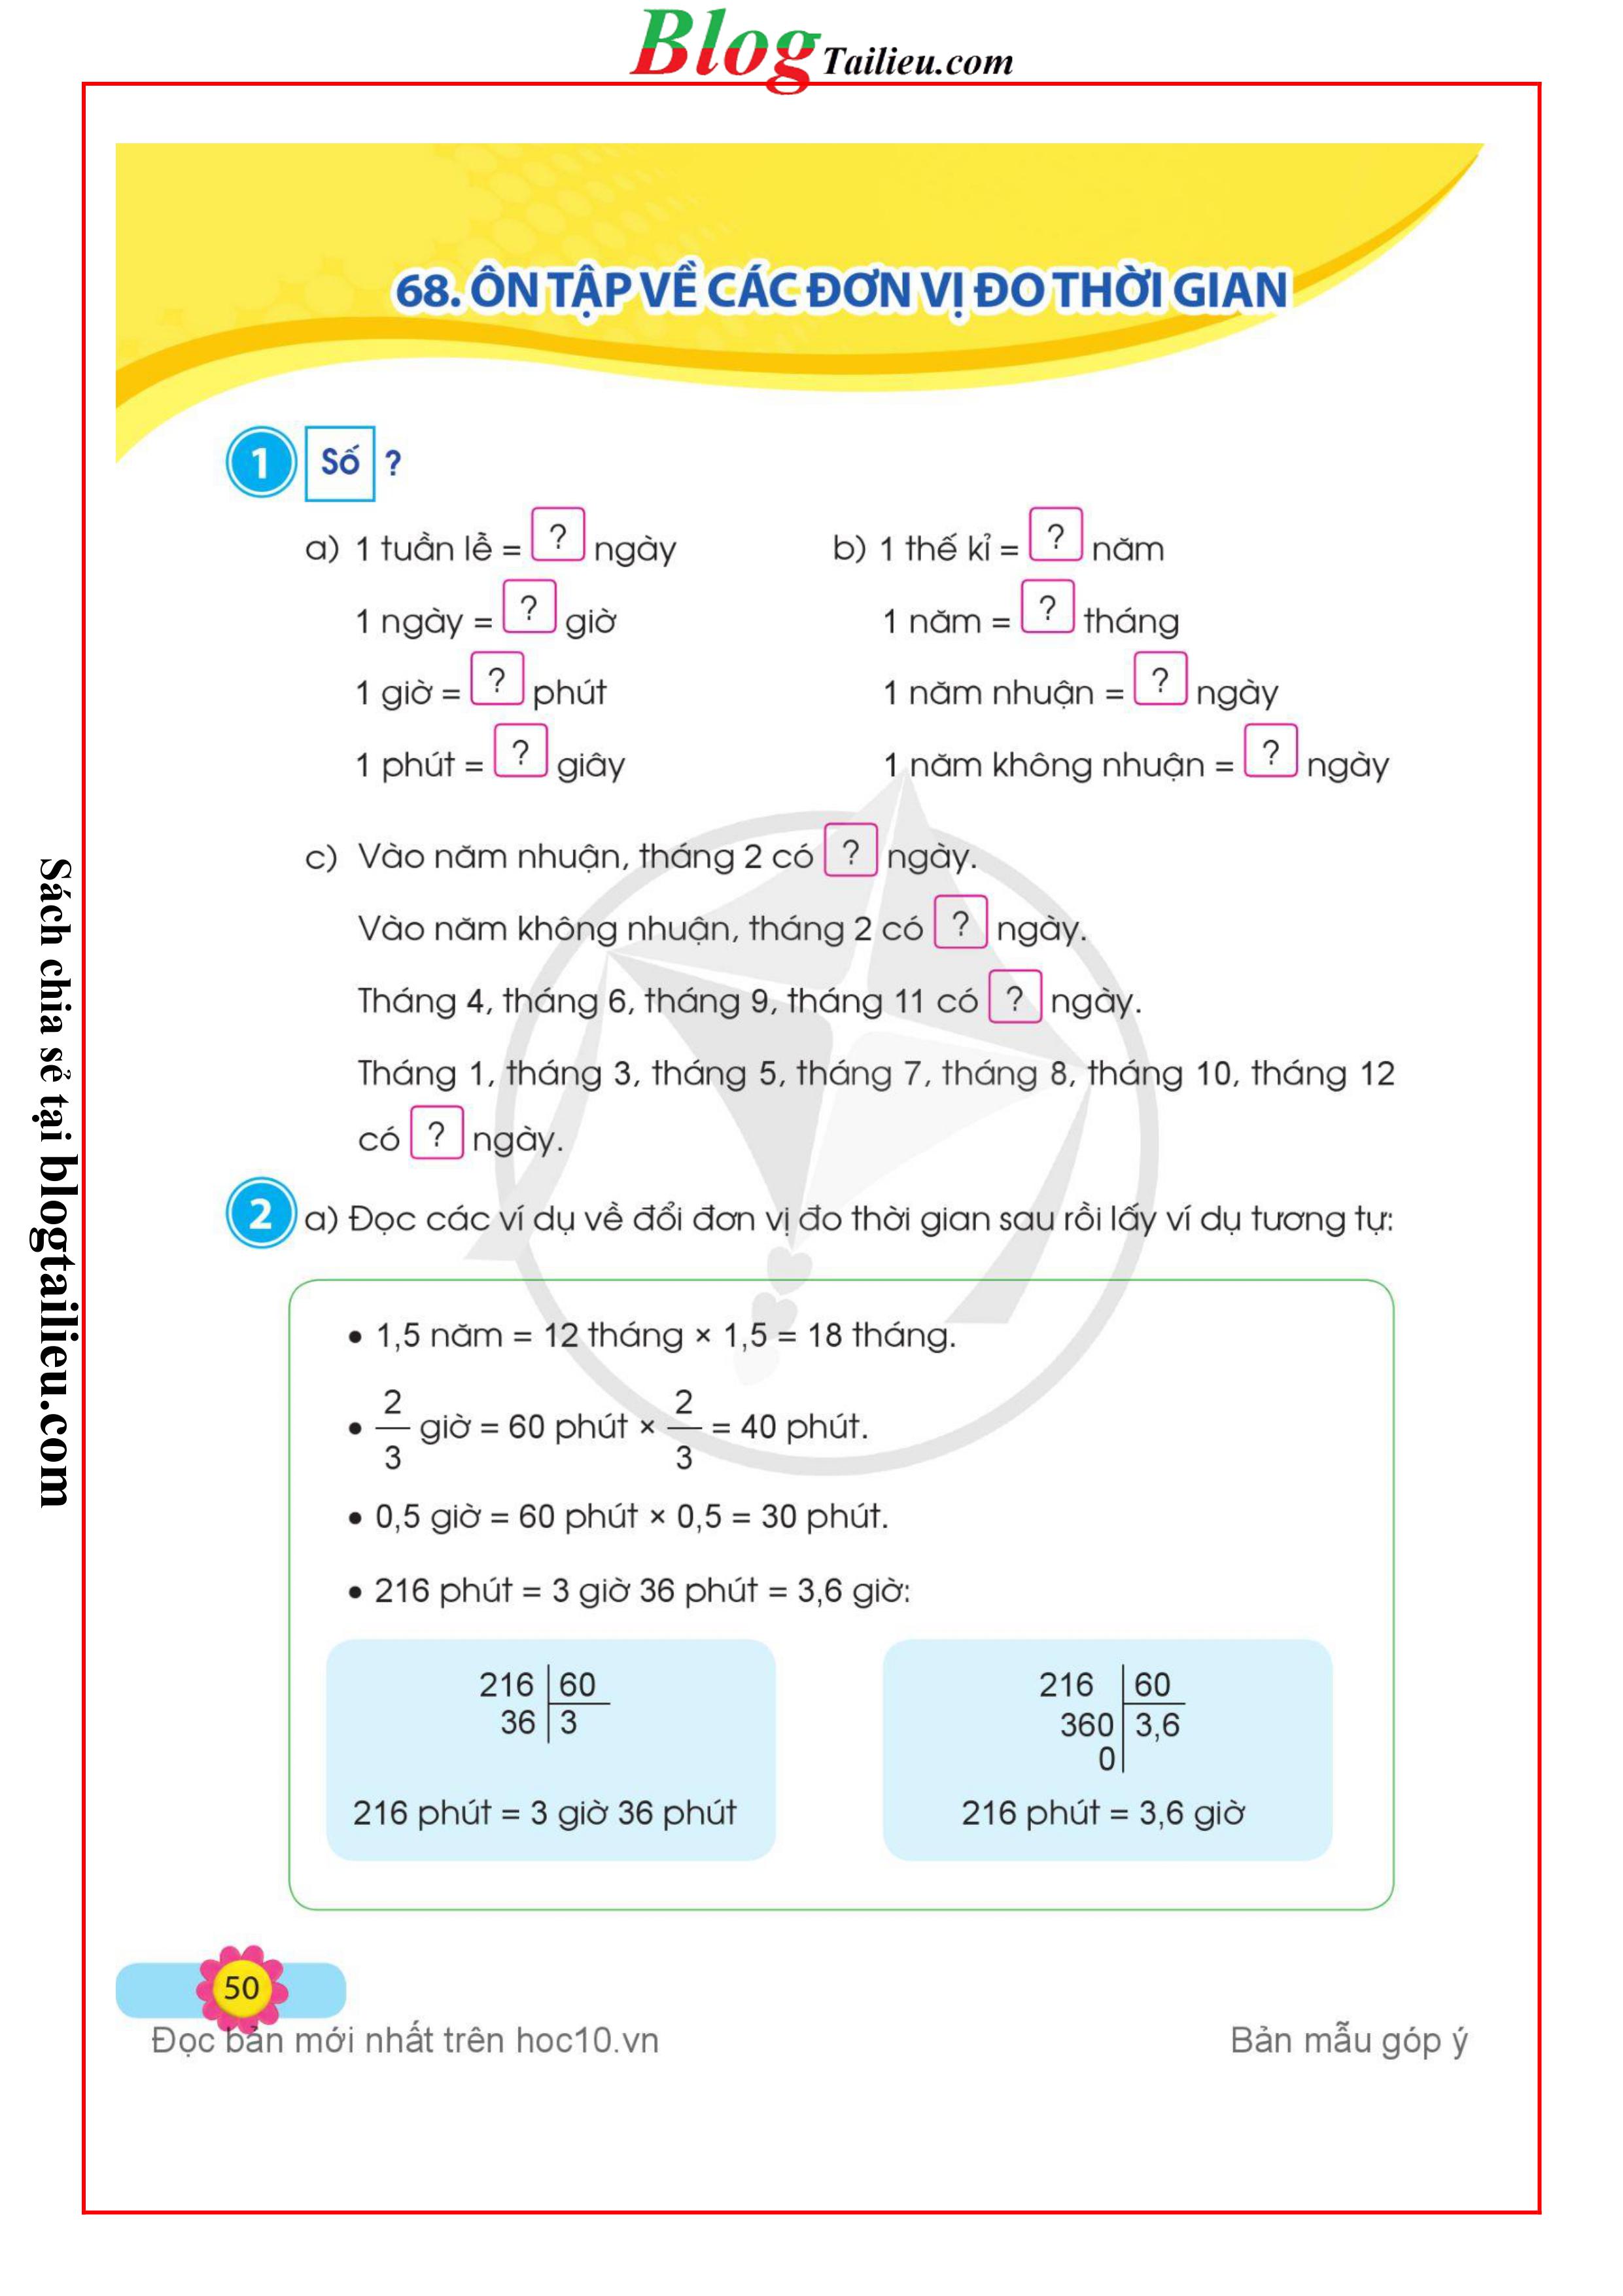 Blog Tailieu.com
68. ÔN TẬP VỀ CÁC ĐƠN VỊ ĐO THỜI GIAN
1 Số ?
a) 1 tuần lễ = ? ngày
1 ngày = ? giờ
1 giờ = ? phút
1 phút = ? giây
b) 1 thế kỉ = ? năm
1 năm = ? tháng
1 năm nhuận = ? ngày
1 năm không nhuận = ? ngày
c) Vào năm nhuận, tháng 2 có ? ngày.
Vào năm không nhuận, tháng 2 có ? ngày.
Tháng 4, tháng 6, tháng 9, tháng 11 có ? ngày.
Tháng 1, tháng 3, tháng 5, tháng 7, tháng 8, tháng 10, tháng 12
có ? ngày.
2 a) Đọc các ví dụ về đổi đơn vị đo thời gian sau rồi lấy ví dụ tương tự:
• 1,5 năm = 12 tháng × 1,5 = 18 tháng.
• 2/3 giờ = 60 phút × 2/3 = 40 phút.
• 0,5 giờ = 60 phút × 0,5 = 30 phút.
• 216 phút = 3 giờ 36 phút = 3,6 giờ:
216 60
36 3
216 phút = 3 giờ 36 phút
216 60
360 3,6
0
216 phút = 3,6 giờ
50
Đọc bản mới nhất trên hoc10.vn
Bản mẫu góp ý
Sách chia sẻ tại blogtailieu.com